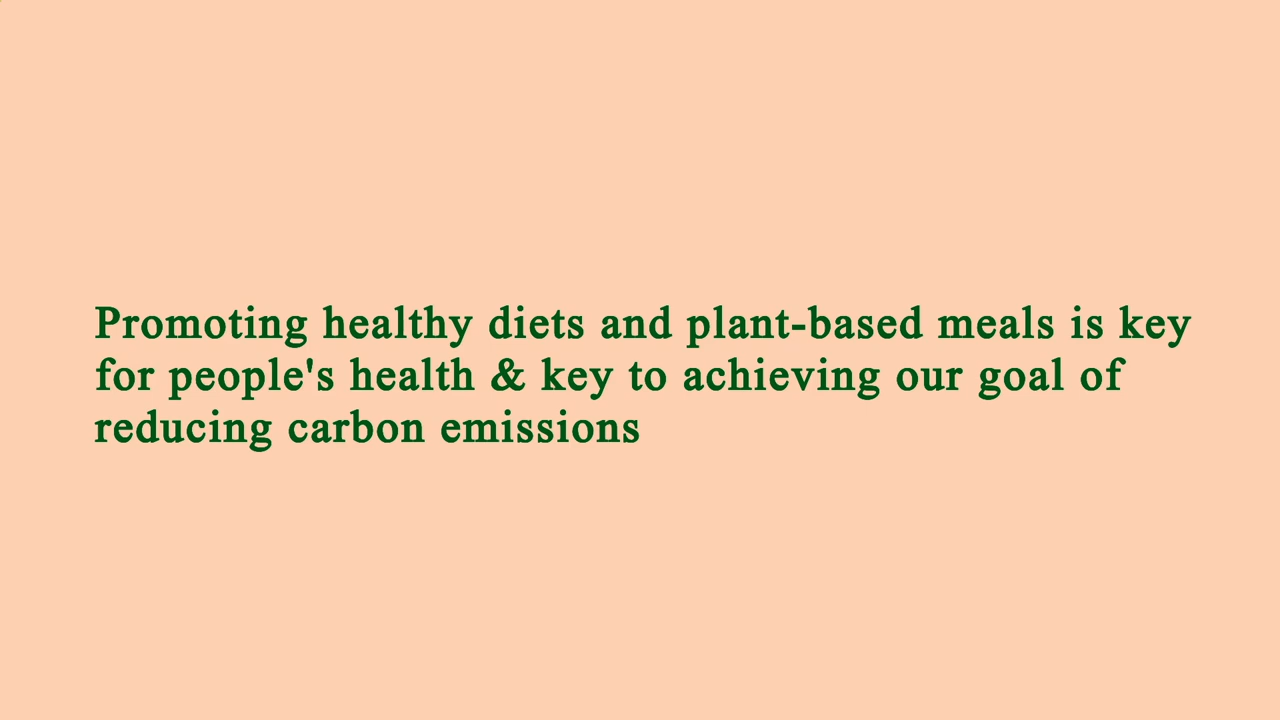 Promoting healthy diets and plant-based meals is key
for people's health & key to achieving our goal of
reducing carbon emissions